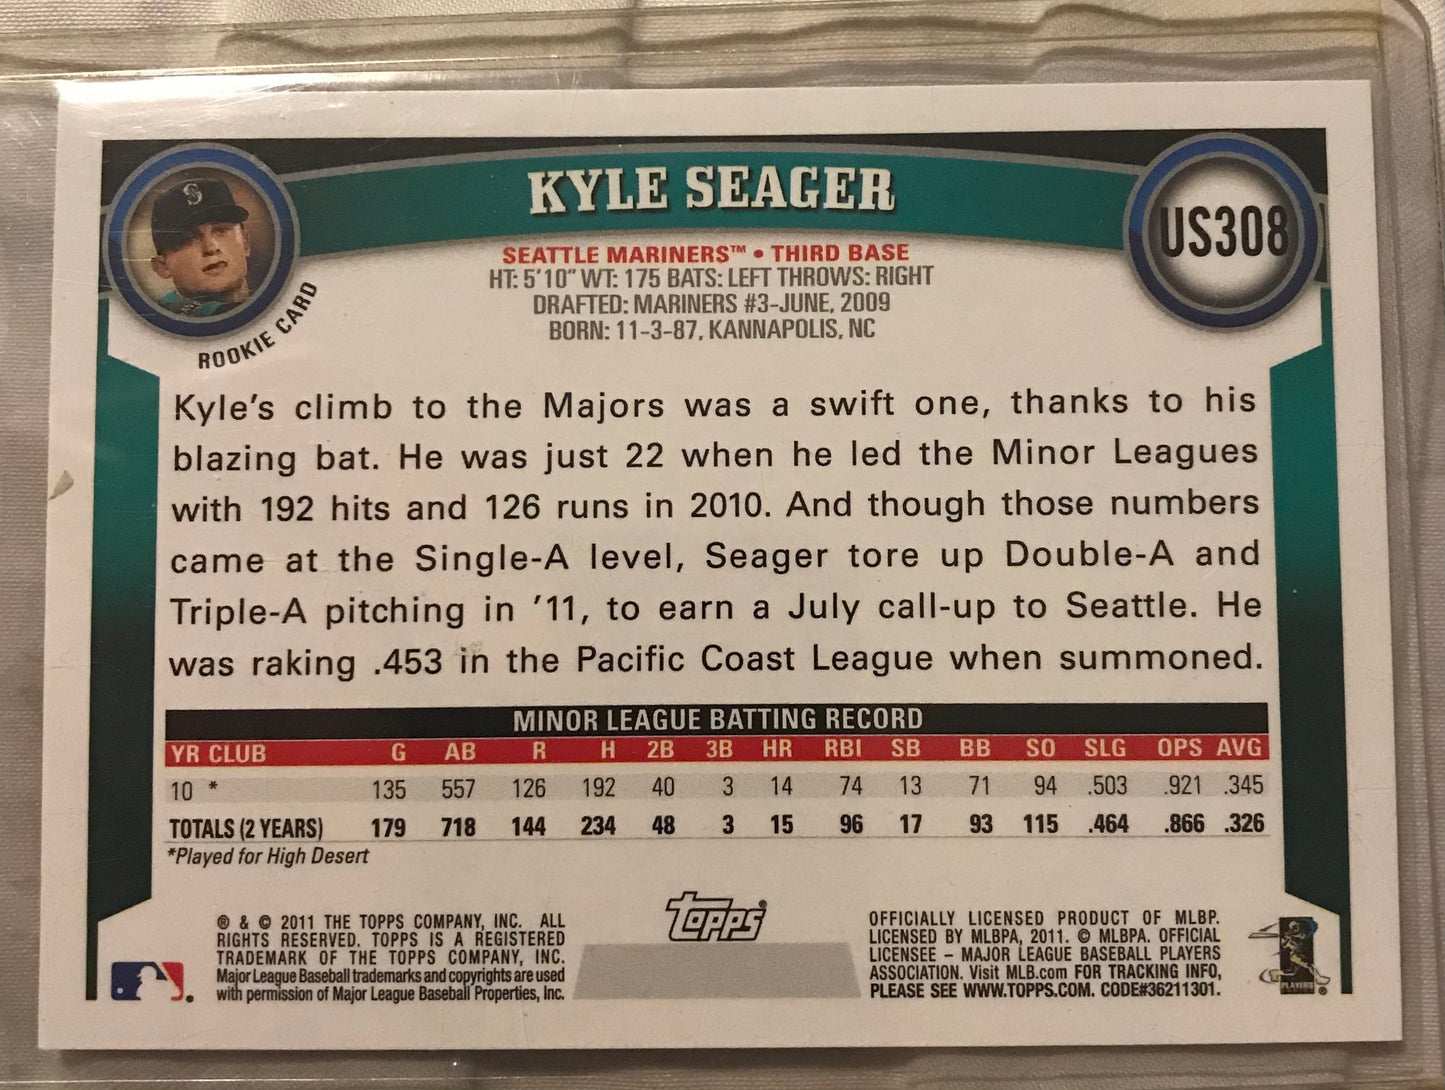 KYLE SEAGER
US308
SEATTLE MARINERS™ • THIRD BASE
HT: 5'10" WT: 175 BATS: LEFT THROWS: RIGHT
DRAFTED: MARINERS #3-JUNE, 2009
BORN: 11-3-87, KANNAPOLIS, NC
S
ROOKIE CARD
Kyle's climb to the Majors was a swift one, thanks to his
blazing bat. He was just 22 when he led the Minor Leagues
with 192 hits and 126 runs in 2010. And though those numbers
came at the Single-A level, Seager tore up Double-A and
Triple-A pitching in '11, to earn a July call-up to Seattle. He
was raking .453 in the Pacific Coast League when summoned.
MINOR LEAGUE BATTING RECORD
YR CLUB G AB R H 2B 3B HR RBI SB BB SO SLG OPS AVG
10 * 135 557 126 192 40 3 14 74 13 71 94 .503 .921 .345
TOTALS (2 YEARS) 179 718 144 234 48 3 15 96 17 93 115 .464 .866 .326
*Played for High Desert
® & © 2011 THE TOPPS COMPANY, INC. ALL
RIGHTS RESERVED. TOPPS IS A REGISTERED
TRADEMARK OF THE TOPPS COMPANY, INC.
Major League Baseball trademarks and copyrights are used
with permission of Major League Baseball Properties, Inc.
Topps®
OFFICIALLY LICENSED PRODUCT OF MLBP.
LICENSED BY MLBPA, 2011. © MLBPA. OFFICIAL
LICENSEE – MAJOR LEAGUE BASEBALL PLAYERS
ASSOCIATION. Visit MLB.com FOR TRACKING INFO,
PLEASE SEE WWW.TOPPS.COM. CODE#36211301.
PLAYERS ®